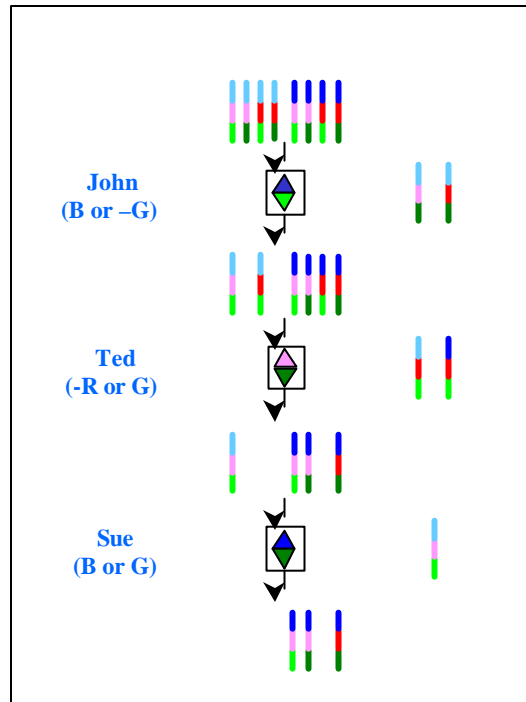 John
(B or –G)
Ted
(-R or G)
Sue
(B or G)